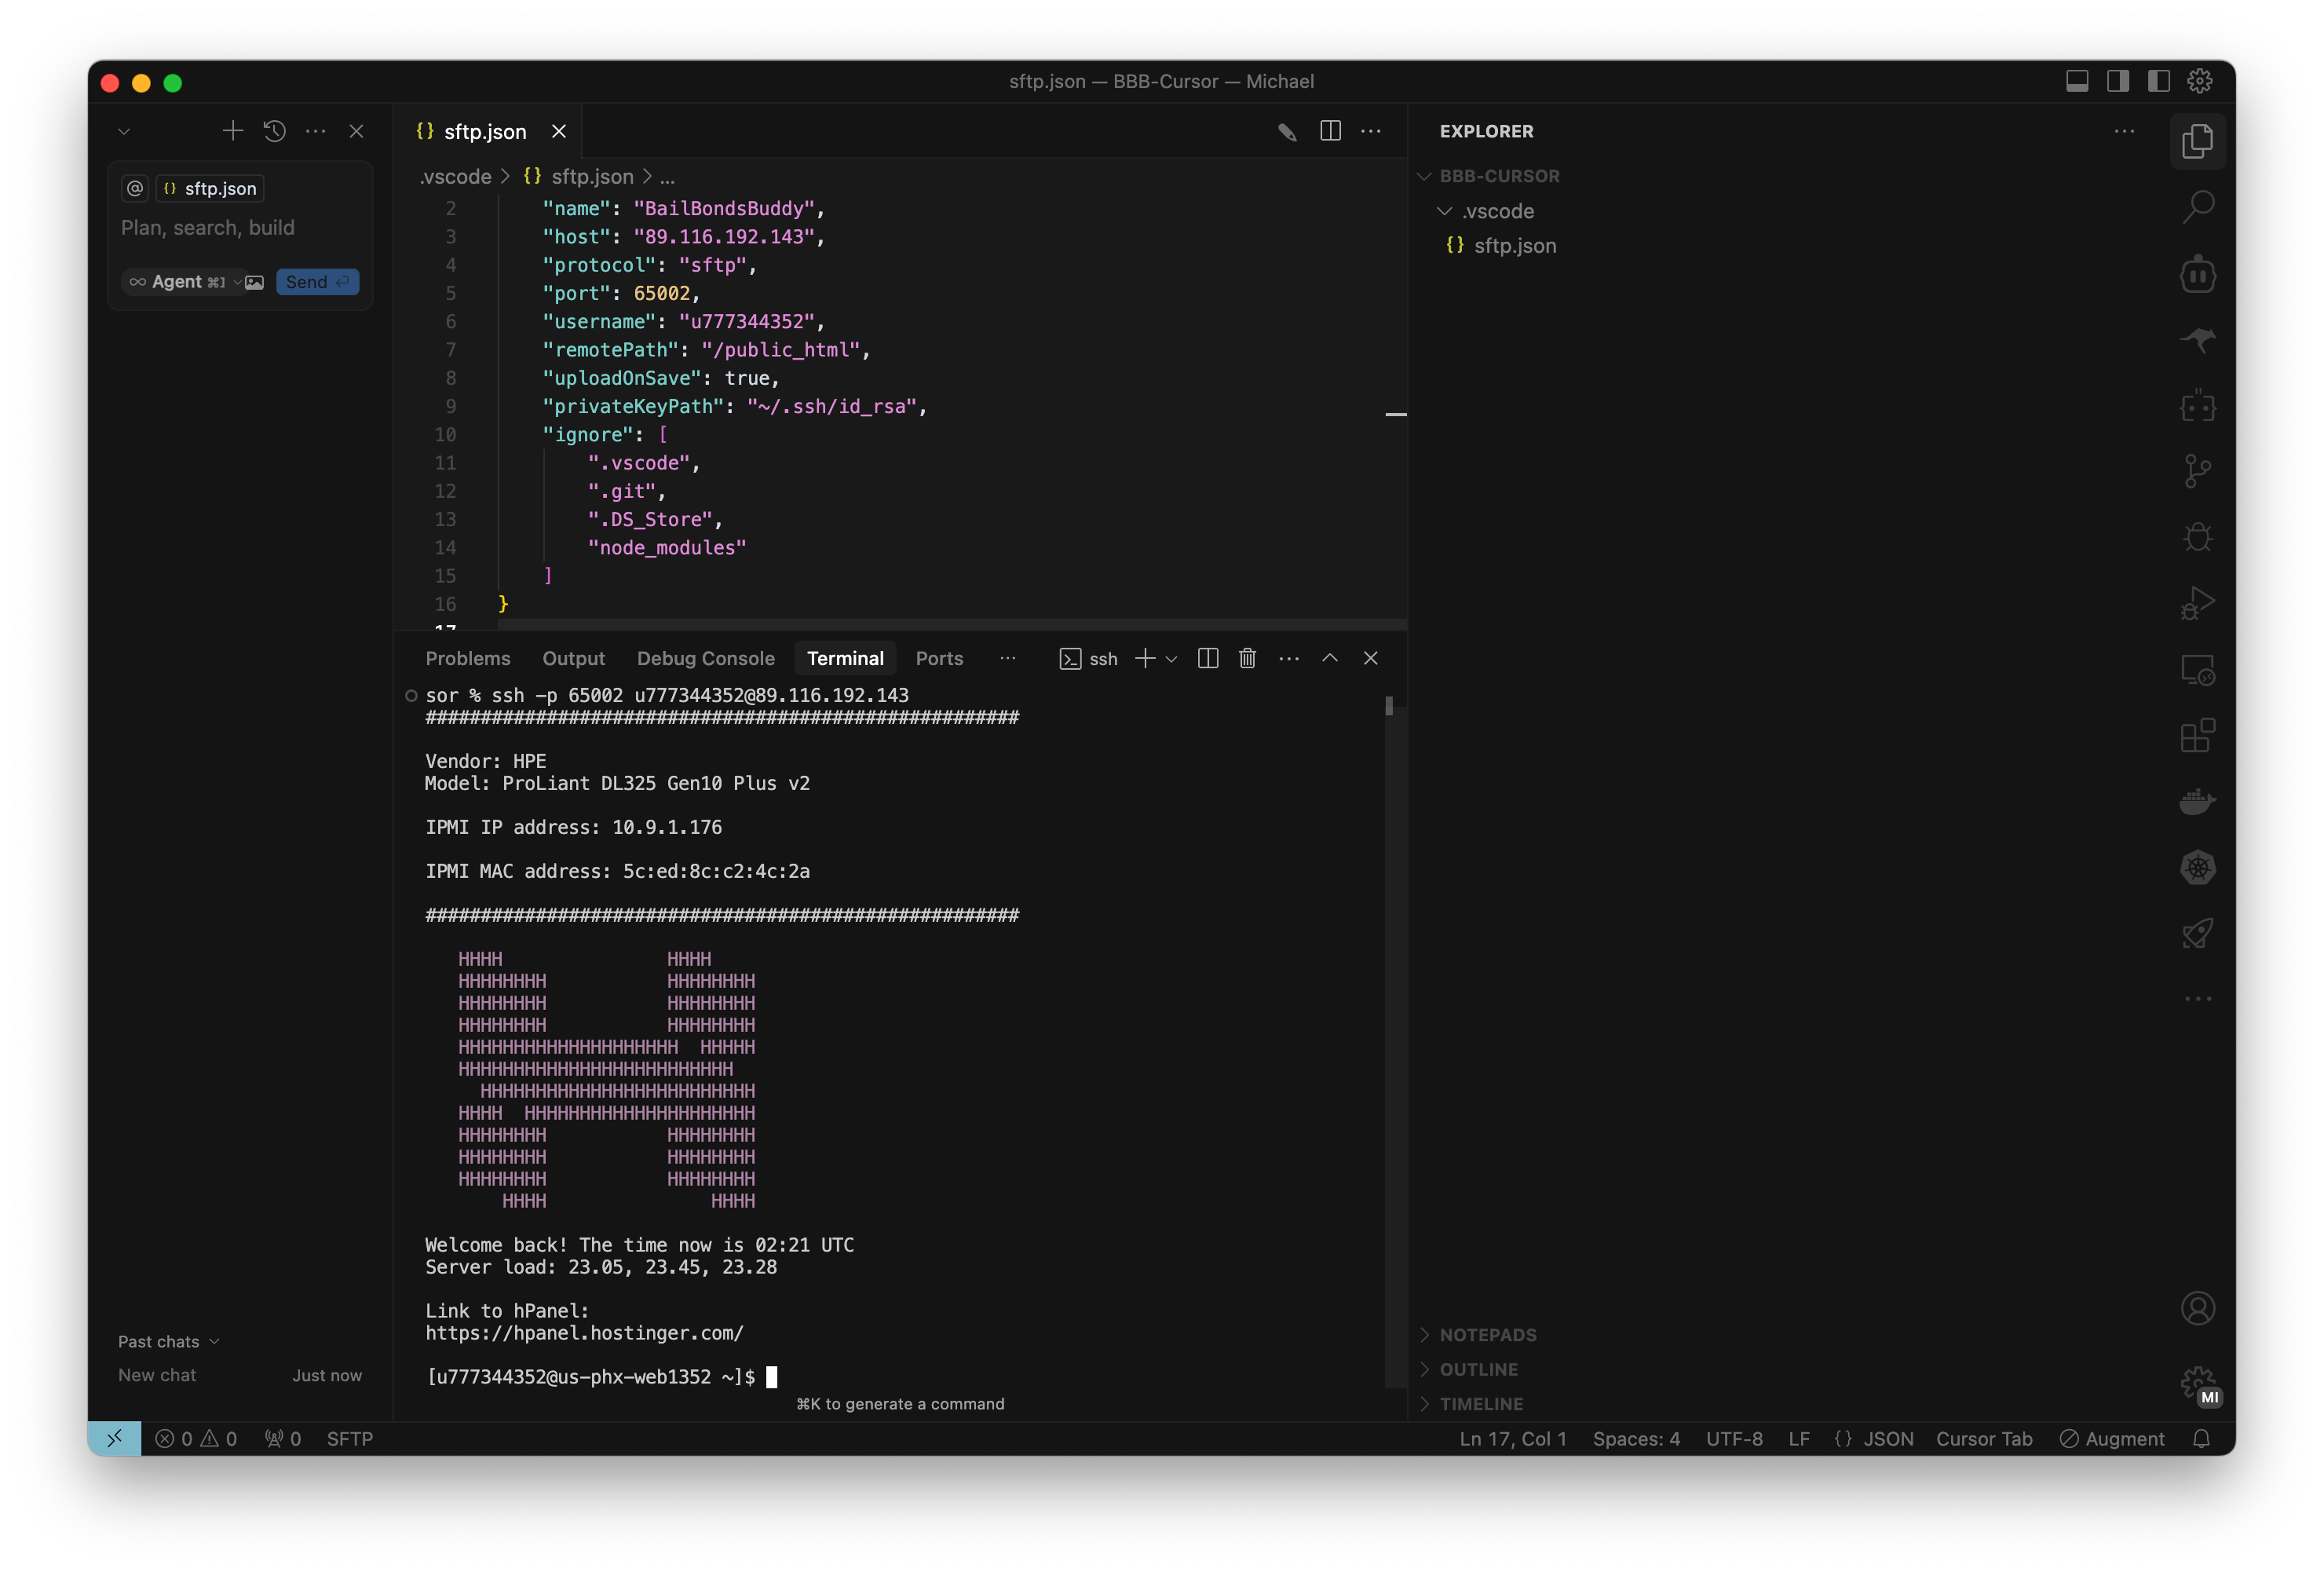 sftp.json — BBB-Cursor — Michael
@ {} sftp.json
Plan, search, build
∞ Agent ⌘I
Send ⏎
Past chats
New chat Just now
{} sftp.json
.vscode > {} sftp.json > ...
2 "name": "BailBondsBuddy",
3 "host": "89.116.192.143",
4 "protocol": "sftp",
5 "port": 65002,
6 "username": "u777344352",
7 "remotePath": "/public_html",
8 "uploadOnSave": true,
9 "privateKeyPath": "~/.ssh/id_rsa",
10 "ignore": [
11 ".vscode",
12 ".git",
13 ".DS_Store",
14 "node_modules"
15 ]
16 }
17
Problems Output Debug Console Terminal Ports ... ssh
sor % ssh -p 65002 u777344352@89.116.192.143
######################################################
Vendor: HPE
Model: ProLiant DL325 Gen10 Plus v2
IPMI IP address: 10.9.1.176
IPMI MAC address: 5c:ed:8c:c2:4c:2a
######################################################
HHHH HHHH
HHHHHHHH HHHHHHHH
HHHHHHHH HHHHHHHH
HHHHHHHH HHHHHHHH
HHHHHHHHHHHHHHHHHHHH HHHHH
HHHHHHHHHHHHHHHHHHHHHHHHH
HHHHHHHHHHHHHHHHHHHHHHHHH
HHHH HHHHHHHHHHHHHHHHHHHHH
HHHHHHHH HHHHHHHH
HHHHHHHH HHHHHHHH
HHHHHHHH HHHHHHHH
HHHH HHHH
Welcome back! The time now is 02:21 UTC
Server load: 23.05, 23.45, 23.28
Link to hPanel:
https://hpanel.hostinger.com/
[u777344352@us-phx-web1352 ~]$
⌘K to generate a command
EXPLORER
BBB-CURSOR
.vscode
{} sftp.json
NOTEPADS
OUTLINE
TIMELINE
MI
0 0 0 SFTP
Ln 17, Col 1 Spaces: 4 UTF-8 LF {} JSON Cursor Tab Augment